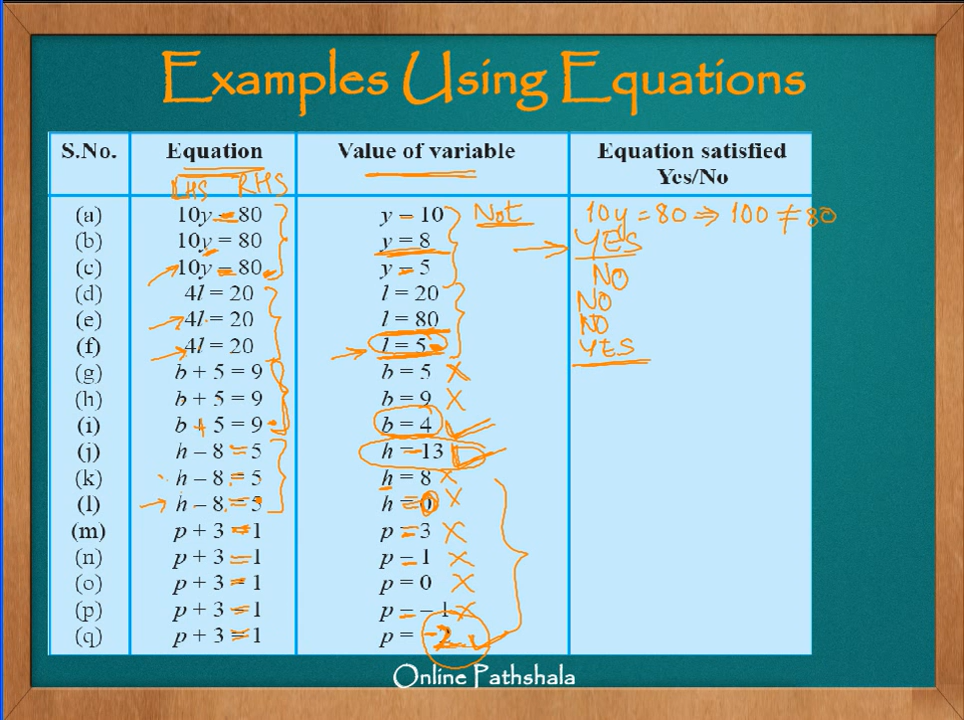 Examples Using Equations
S.No. Equation Value of variable Equation satisfied
Yes/No
LHS RHS
(a) 10y = 80 y = 10 Not 10y = 80 ⇒ 100 ≠ 80
(b) 10y = 80 y = 8 → YES
(c) 10y = 80 y = 5 NO
(d) 4l = 20 l = 20 NO
(e) 4l = 20 l = 80 NO
(f) 4l = 20 l = 5 YES
(g) b + 5 = 9 b = 5 ×
(h) b + 5 = 9 b = 9 ×
(i) b + 5 = 9 b = 4 ✓
(j) h – 8 = 5 h = 13 ✓
(k) h – 8 = 5 h = 8 ×
(l) h – 8 = 5 h = 0 ×
(m) p + 3 = 1 p = 3 ×
(n) p + 3 = 1 p = 1 ×
(o) p + 3 = 1 p = 0 ×
(p) p + 3 = 1 p = – 1 ×
(q) p + 3 = 1 p = –2 ✓
Online Pathshala